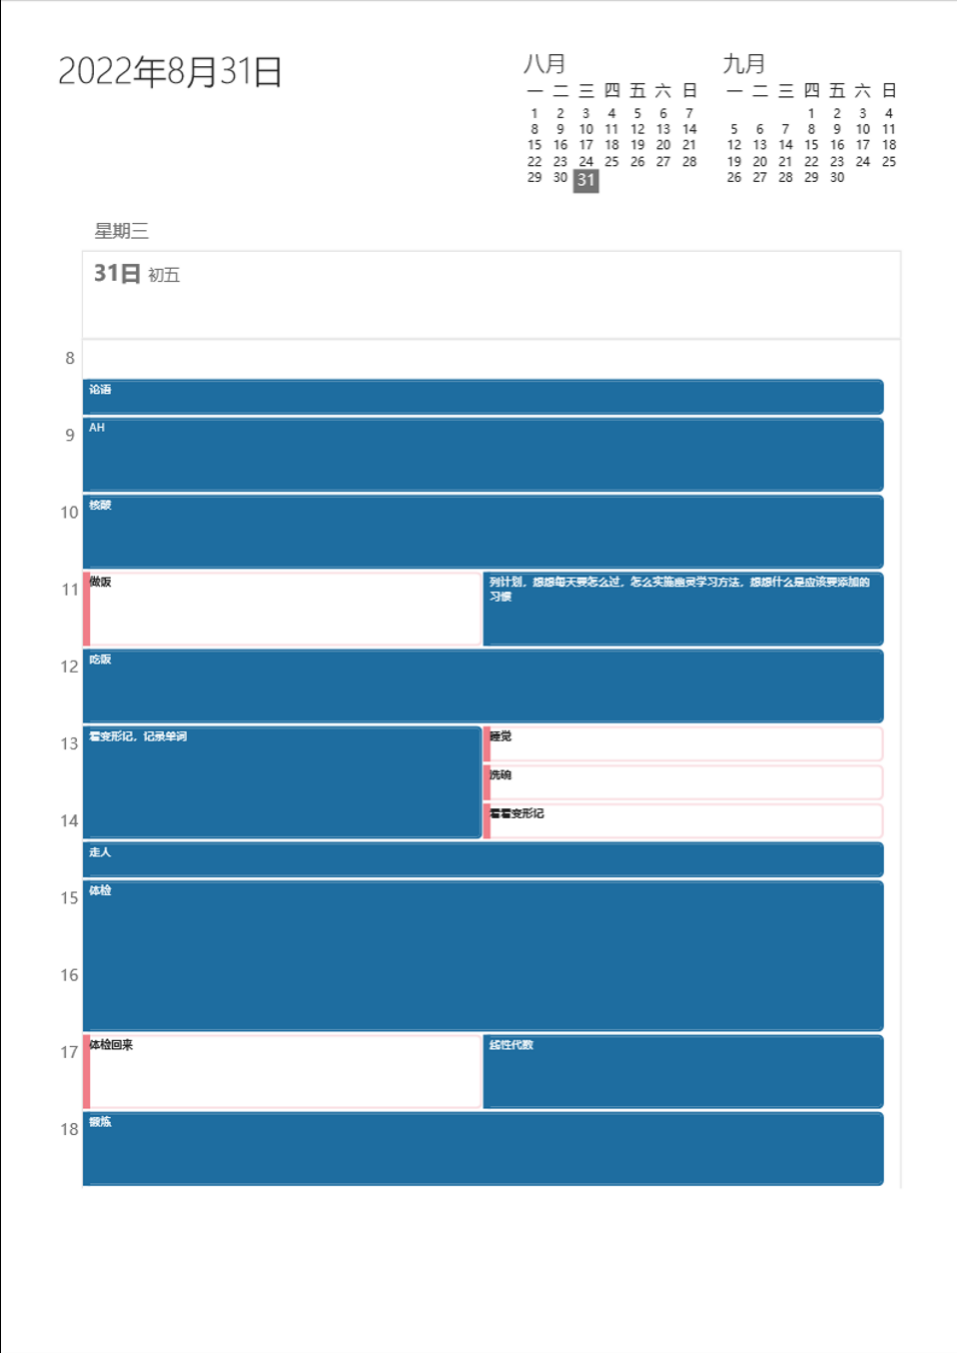 2022年8月31日
八月
一 二 三 四 五 六 日
1 2 3 4 5 6 7
8 9 10 11 12 13 14
15 16 17 18 19 20 21
22 23 24 25 26 27 28
29 30 31
九月
一 二 三 四 五 六 日
1 2 3 4
5 6 7 8 9 10 11
12 13 14 15 16 17 18
19 20 21 22 23 24 25
26 27 28 29 30
星期三
31日 初五
8
论语
9
AH
10
核酸
11
做饭
列计划，想想每天要怎么过，怎么实施幽灵学习方法，想想什么是应该要添加的
习惯
12
吃饭
13
看变形记，记录单词
睡觉
洗碗
14
看看变形记
走人
15
体检
16
17
体检回来
线性代数
18
锻炼